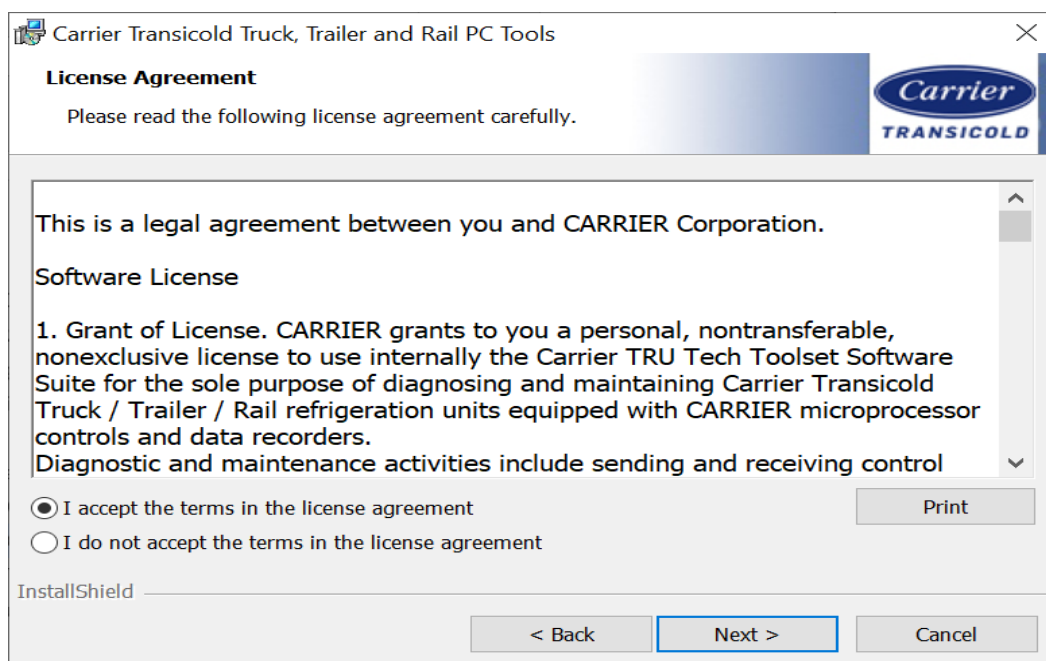 Carrier Transicold Truck, Trailer and Rail PC Tools
License Agreement
Please read the following license agreement carefully.
Carrier
TRANSICOLD
This is a legal agreement between you and CARRIER Corporation.
Software License
1. Grant of License. CARRIER grants to you a personal, nontransferable,
nonexclusive license to use internally the Carrier TRU Tech Toolset Software
Suite for the sole purpose of diagnosing and maintaining Carrier Transicold
Truck / Trailer / Rail refrigeration units equipped with CARRIER microprocessor
controls and data recorders.
Diagnostic and maintenance activities include sending and receiving control
I accept the terms in the license agreement
Print
I do not accept the terms in the license agreement
InstallShield
< Back
Next >
Cancel